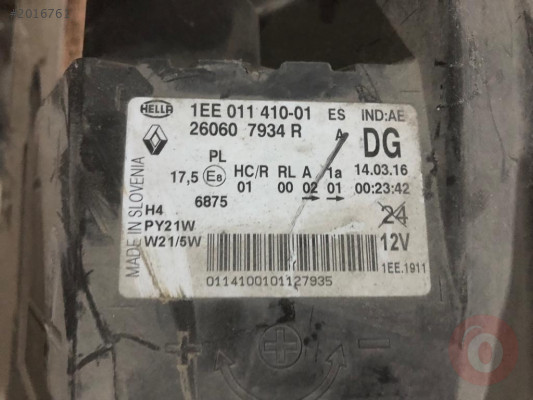 #2016761
HELLA 1EE 011 410-01 ES IND:AE
26060 7934 R A DG
PL HC/R RL A 1a 14.03.16
17,5 E8 01 00 02 01 00:23:42
6875
H4 24
PY21W 12V
W21/5W
MADE IN SLOVENIA
1EE.1911
0114100101127935